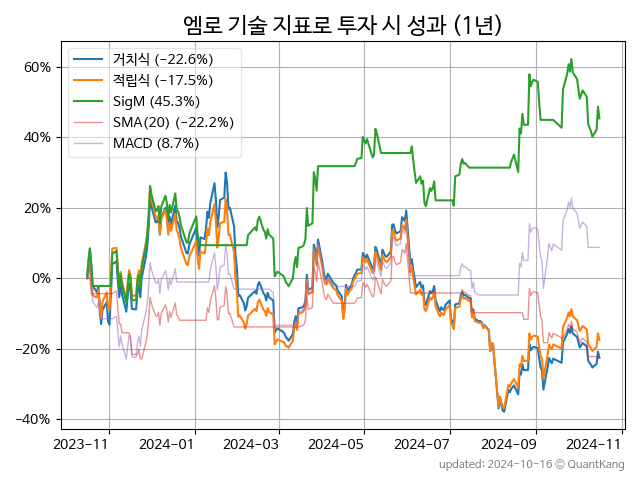 엠로 기술 지표로 투자 시 성과 (1년)
거치식 (−22.6%)
적립식 (−17.5%)
SigM (45.3%)
SMA(20) (−22.2%)
MACD (8.7%)
60%
40%
20%
0%
−20%
−40%
2023-11 2024-01 2024-03 2024-05 2024-07 2024-09 2024-11
updated: 2024-10-16 © QuantKang